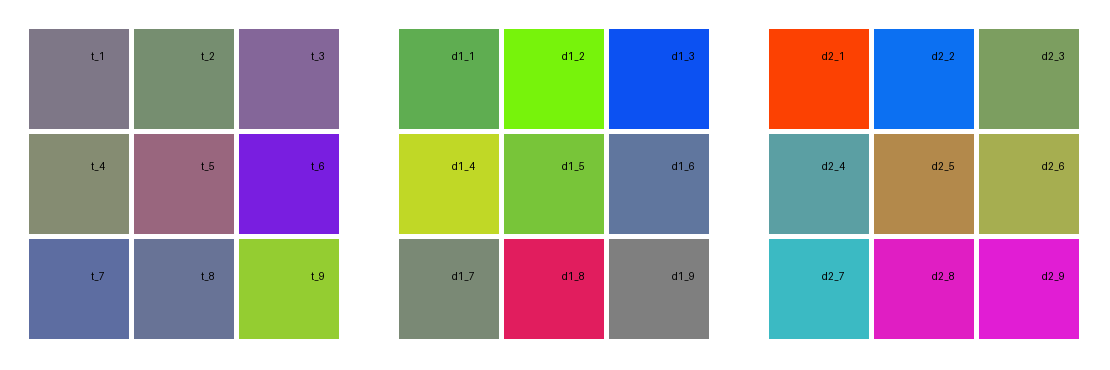 t_1 t_2 t_3 d1_1 d1_2 d1_3 d2_1 d2_2 d2_3
t_4 t_5 t_6 d1_4 d1_5 d1_6 d2_4 d2_5 d2_6
t_7 t_8 t_9 d1_7 d1_8 d1_9 d2_7 d2_8 d2_9